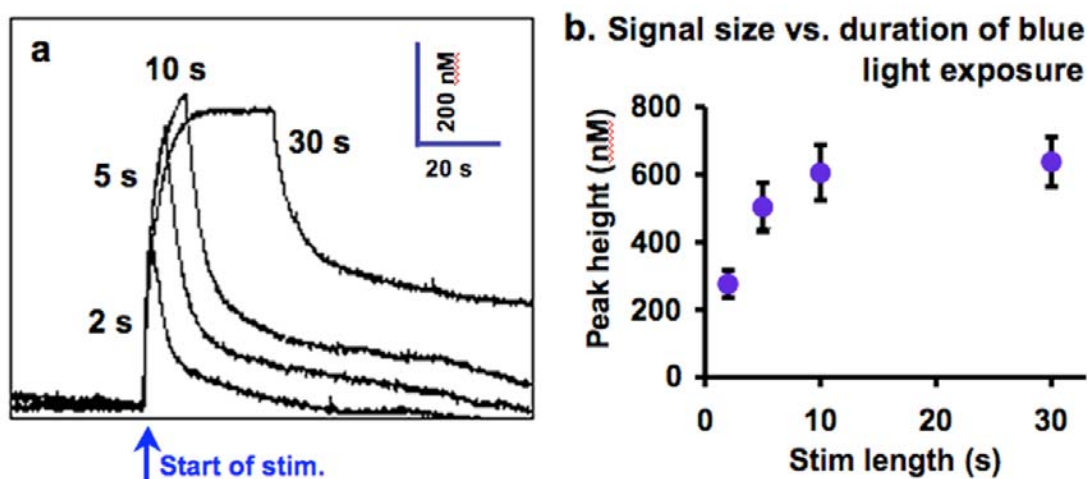 a
10 s
5 s
2 s
30 s
200 nM
20 s
Start of stim.
b. Signal size vs. duration of blue
light exposure
Peak height (nM)
800
600
400
200
0
0 10 20 30
Stim length (s)